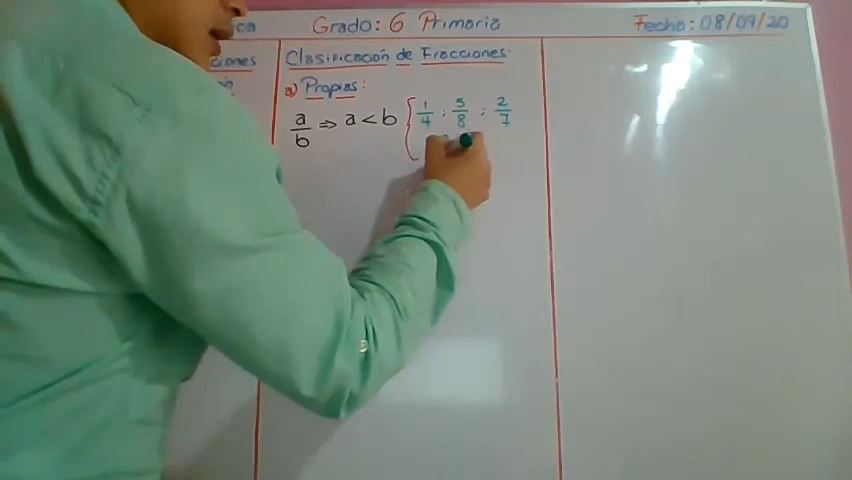 Grado: 6 Primaria
Fecha: 08/09/20
Clasificación de Fracciones:
a) Propias:
a/b ⇒ a < b { 1/4 ; 5/8 ; 2/7